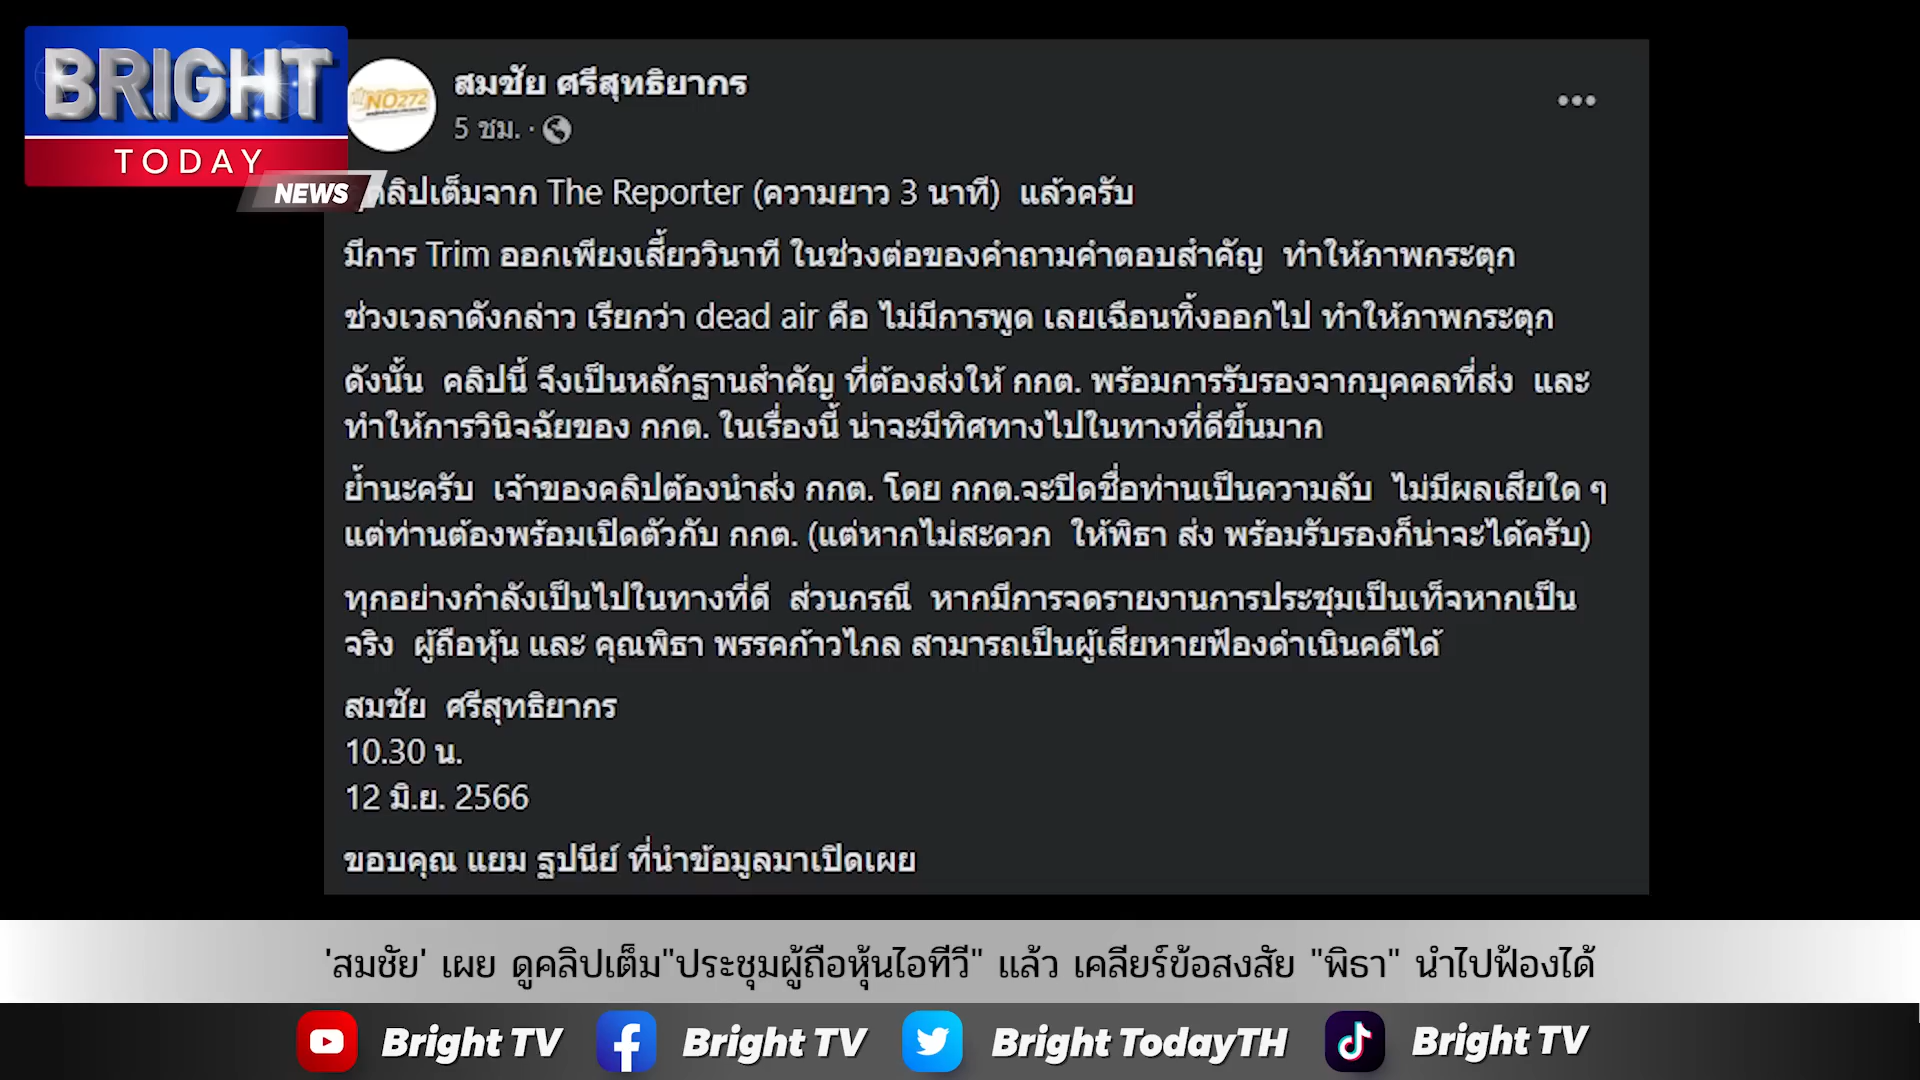 BRIGHT
TODAY
NEWS
NO272
สมชัย ศรีสุทธิยากร
5 ชม. ·
คลิปเต็มจาก The Reporter (ความยาว 3 นาที) แล้วครับ
มีการ Trim ออกเพียงเสี้ยววินาที ในช่วงต่อของคำถามคำตอบสำคัญ ทำให้ภาพกระตุก
ช่วงเวลาดังกล่าว เรียกว่า dead air คือ ไม่มีการพูด เลยเฉือนทิ้งออกไป ทำให้ภาพกระตุก
ดังนั้น คลิปนี้ จึงเป็นหลักฐานสำคัญ ที่ต้องส่งให้ กกต. พร้อมการรับรองจากบุคคลที่ส่ง และ
ทำให้การวินิจฉัยของ กกต. ในเรื่องนี้ น่าจะมีทิศทางไปในทางที่ดีขึ้นมาก
ย้ำนะครับ เจ้าของคลิปต้องนำส่ง กกต. โดย กกต.จะปิดชื่อท่านเป็นความลับ ไม่มีผลเสียใด ๆ
แต่ท่านต้องพร้อมเปิดตัวกับ กกต. (แต่หากไม่สะดวก ให้พิธา ส่ง พร้อมรับรองก็น่าจะได้ครับ)
ทุกอย่างกำลังเป็นไปในทางที่ดี ส่วนกรณี หากมีการจดรายงานการประชุมเป็นเท็จหากเป็น
จริง ผู้ถือหุ้น และ คุณพิธา พรรคก้าวไกล สามารถเป็นผู้เสียหายฟ้องดำเนินคดีได้
สมชัย ศรีสุทธิยากร
10.30 น.
12 มิ.ย. 2566
ขอบคุณ แยม ฐปนีย์ ที่นำข้อมูลมาเปิดเผย
'สมชัย' เผย ดูคลิปเต็ม"ประชุมผู้ถือหุ้นไอทีวี" แล้ว เคลียร์ข้อสงสัย "พิธา" นำไปฟ้องได้
Bright TV Bright TV Bright TodayTH Bright TV